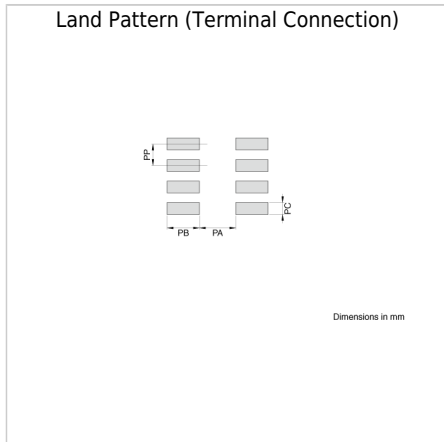 Land Pattern (Terminal Connection)
PP
PC
PB
PA
Dimensions in mm